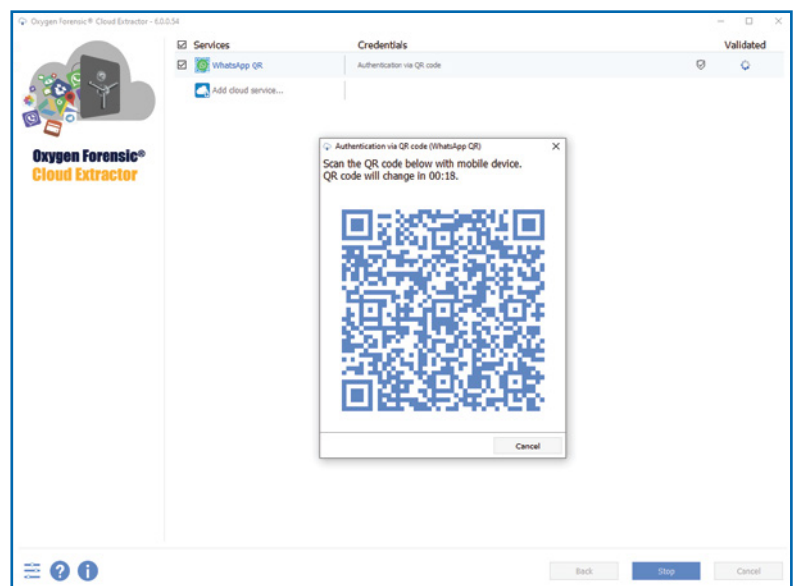 Oxygen Forensic® Cloud Extractor - 6.0.0.54
Services Credentials Validated
WhatsApp QR Authentication via QR code
Add cloud service...
Oxygen Forensic®
Cloud Extractor
Authentication via QR code (WhatsApp QR)
Scan the QR code below with mobile device.
QR code will change in 00:18.
Cancel
Back Stop Cancel